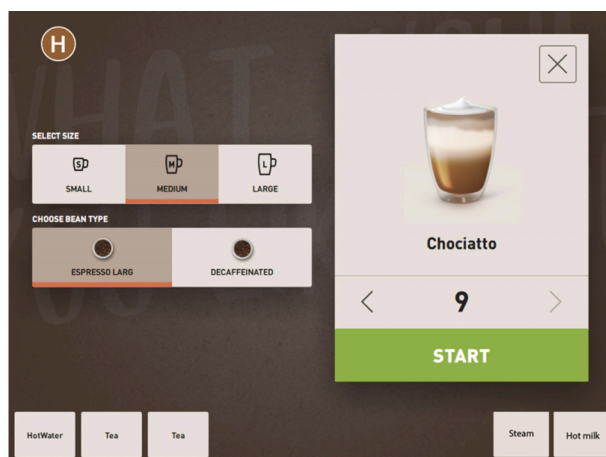 H
SELECT SIZE
S M L
SMALL MEDIUM LARGE
CHOOSE BEAN TYPE
ESPRESSO LARG DECAFFEINATED
Chociatto
9
START
HotWater Tea Tea Steam Hot milk
WHAT